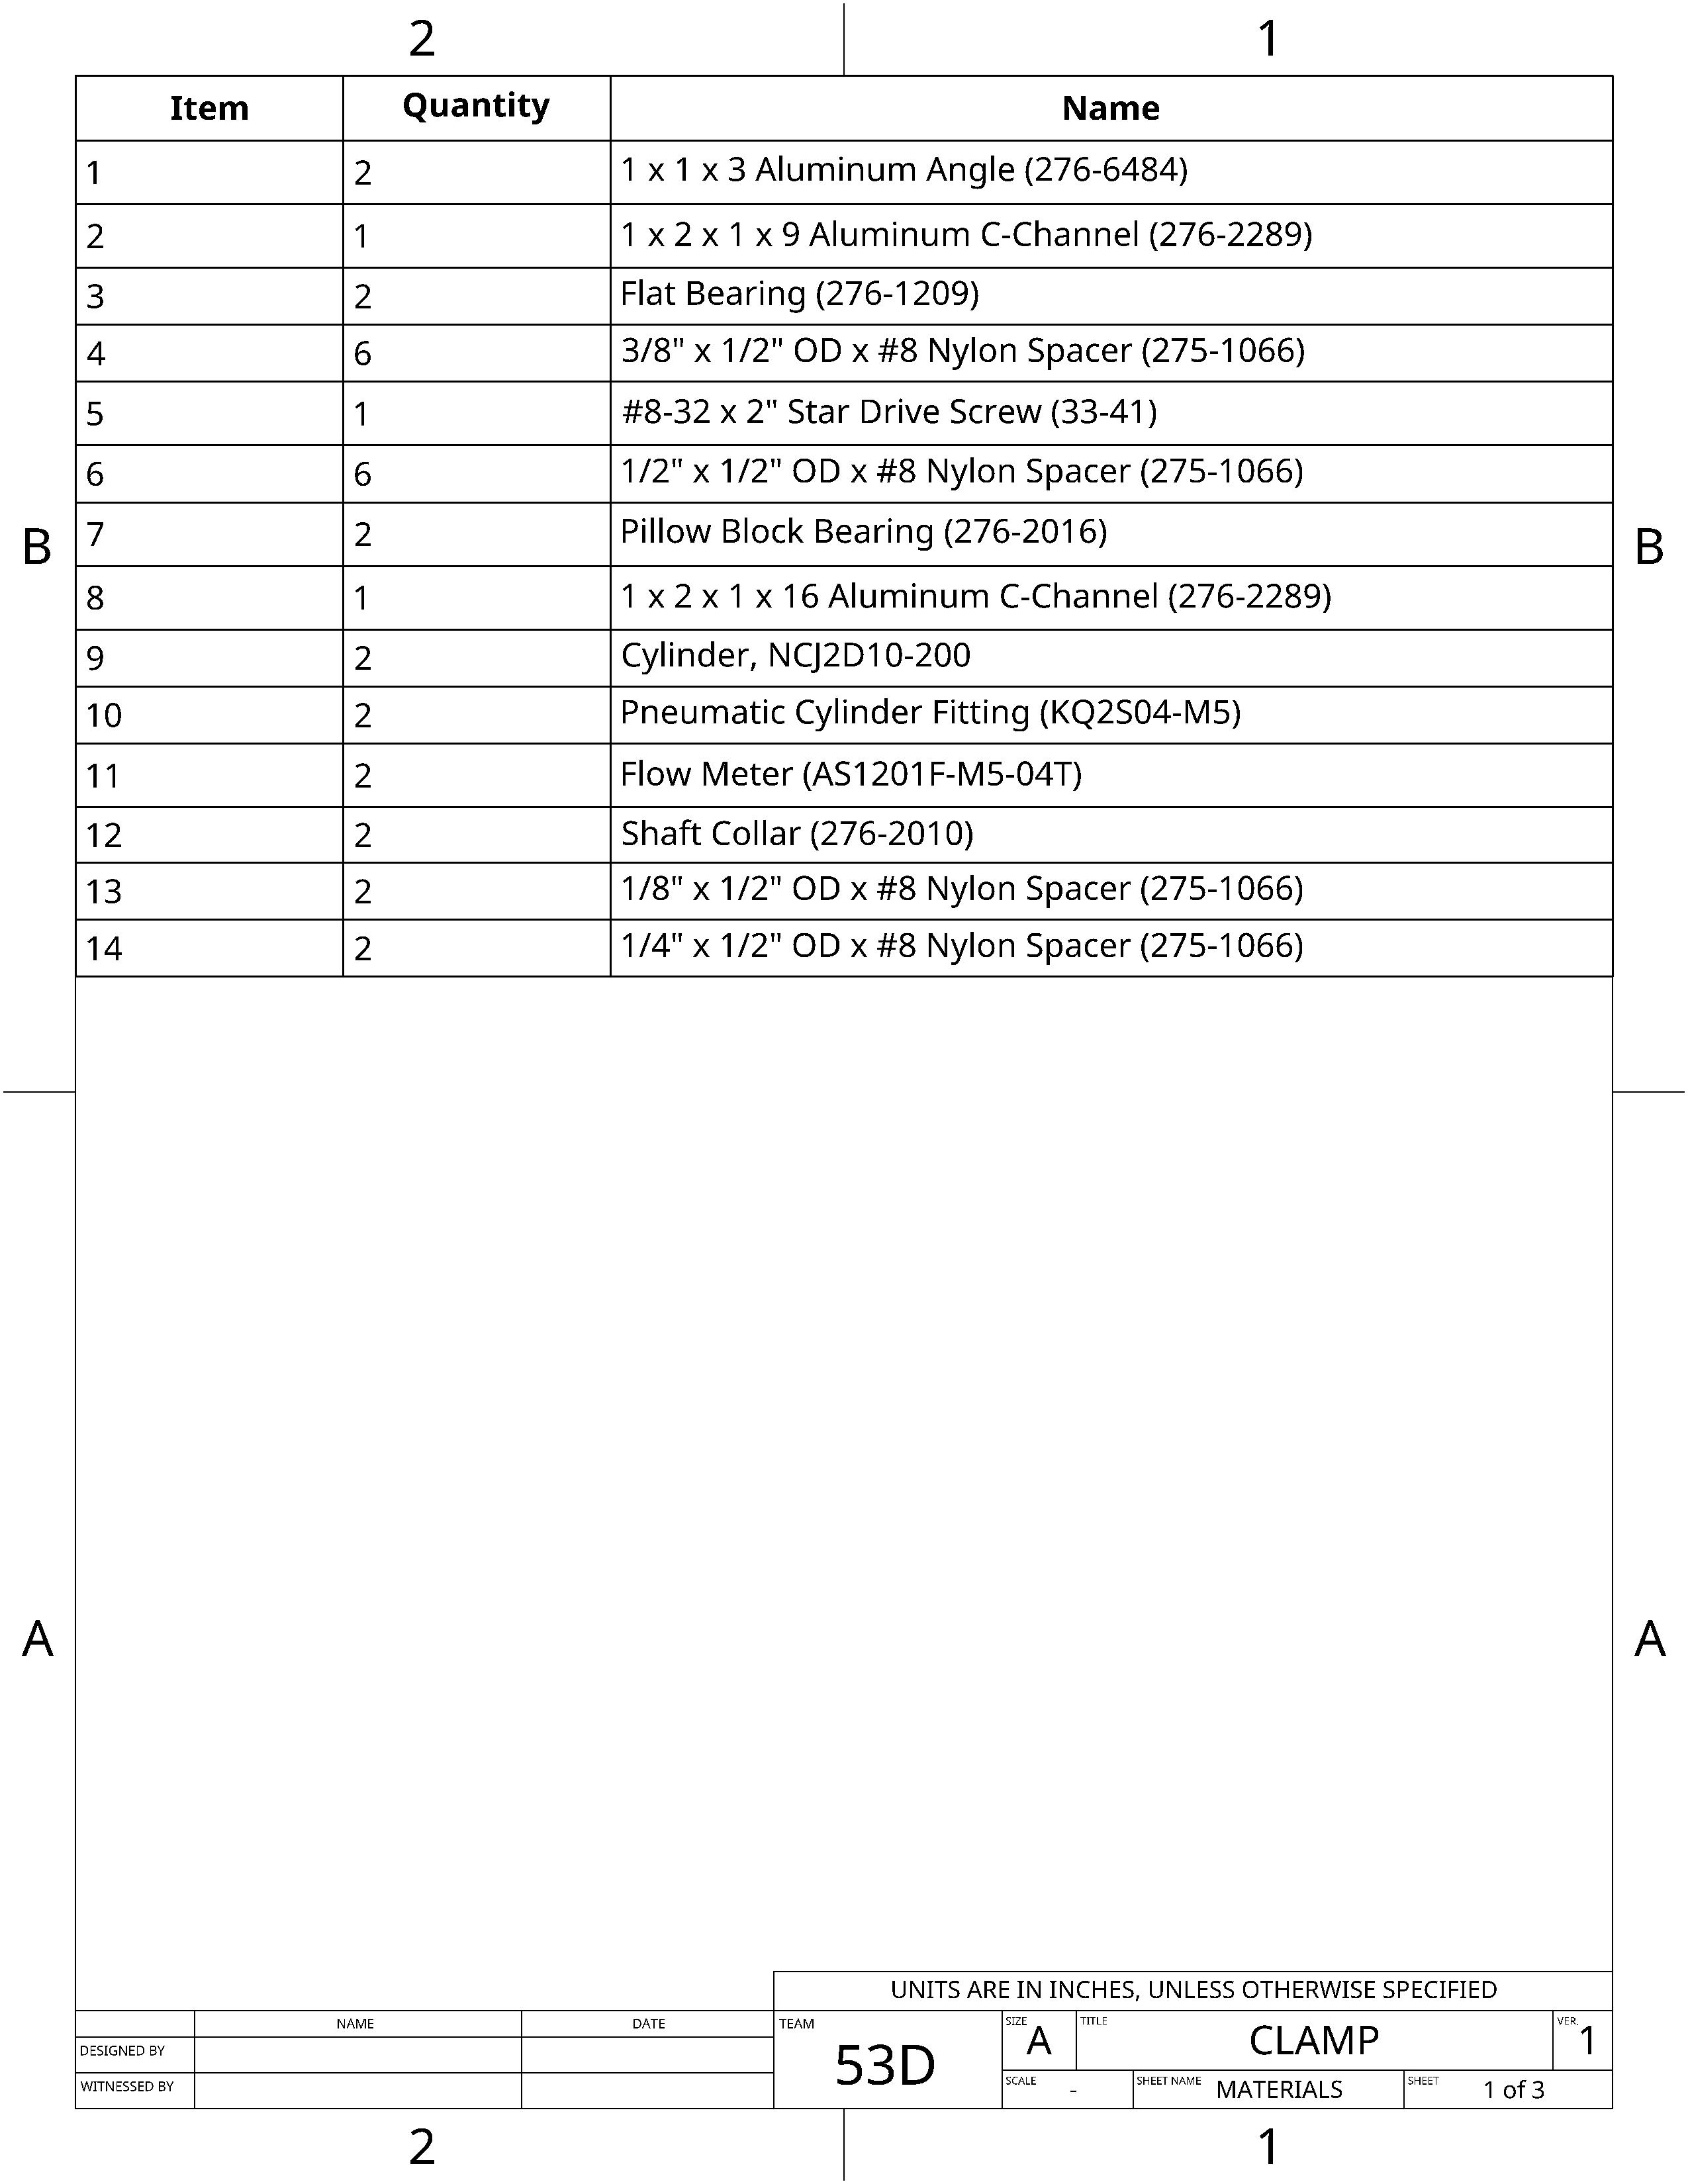 2 1
Item Quantity Name
1 2 1 x 1 x 3 Aluminum Angle (276-6484)
2 1 1 x 2 x 1 x 9 Aluminum C-Channel (276-2289)
3 2 Flat Bearing (276-1209)
4 6 3/8" x 1/2" OD x #8 Nylon Spacer (275-1066)
5 1 #8-32 x 2" Star Drive Screw (33-41)
6 6 1/2" x 1/2" OD x #8 Nylon Spacer (275-1066)
B B
7 2 Pillow Block Bearing (276-2016)
8 1 1 x 2 x 1 x 16 Aluminum C-Channel (276-2289)
9 2 Cylinder, NCJ2D10-200
10 2 Pneumatic Cylinder Fitting (KQ2S04-M5)
11 2 Flow Meter (AS1201F-M5-04T)
12 2 Shaft Collar (276-2010)
13 2 1/8" x 1/2" OD x #8 Nylon Spacer (275-1066)
14 2 1/4" x 1/2" OD x #8 Nylon Spacer (275-1066)
A A
UNITS ARE IN INCHES, UNLESS OTHERWISE SPECIFIED
NAME DATE TEAM SIZE TITLE VER.
53D A CLAMP 1
DESIGNED BY
WITNESSED BY SCALE - SHEET NAME MATERIALS SHEET 1 of 3
2 1